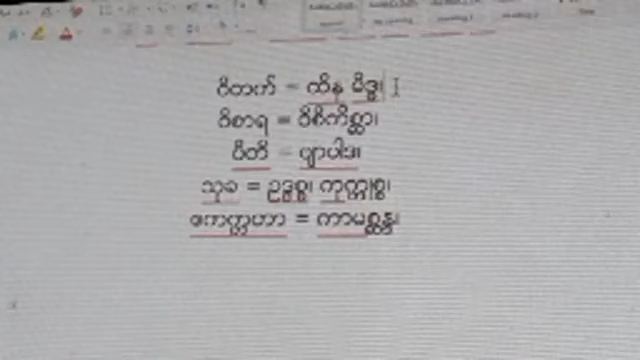 ဝိတက် = ထိန မိဒ္ဓ၊
ဝိစာရ = ဝိစိကိစ္ဆာ၊
ပီတိ = ဗျာပါဒ၊
သုခ = ဥဒ္ဓစ္စ၊ ကုက္ကုစ္စ၊
ဧကေဂ္ဂတာ = ကာမစ္ဆန္ဒ၊